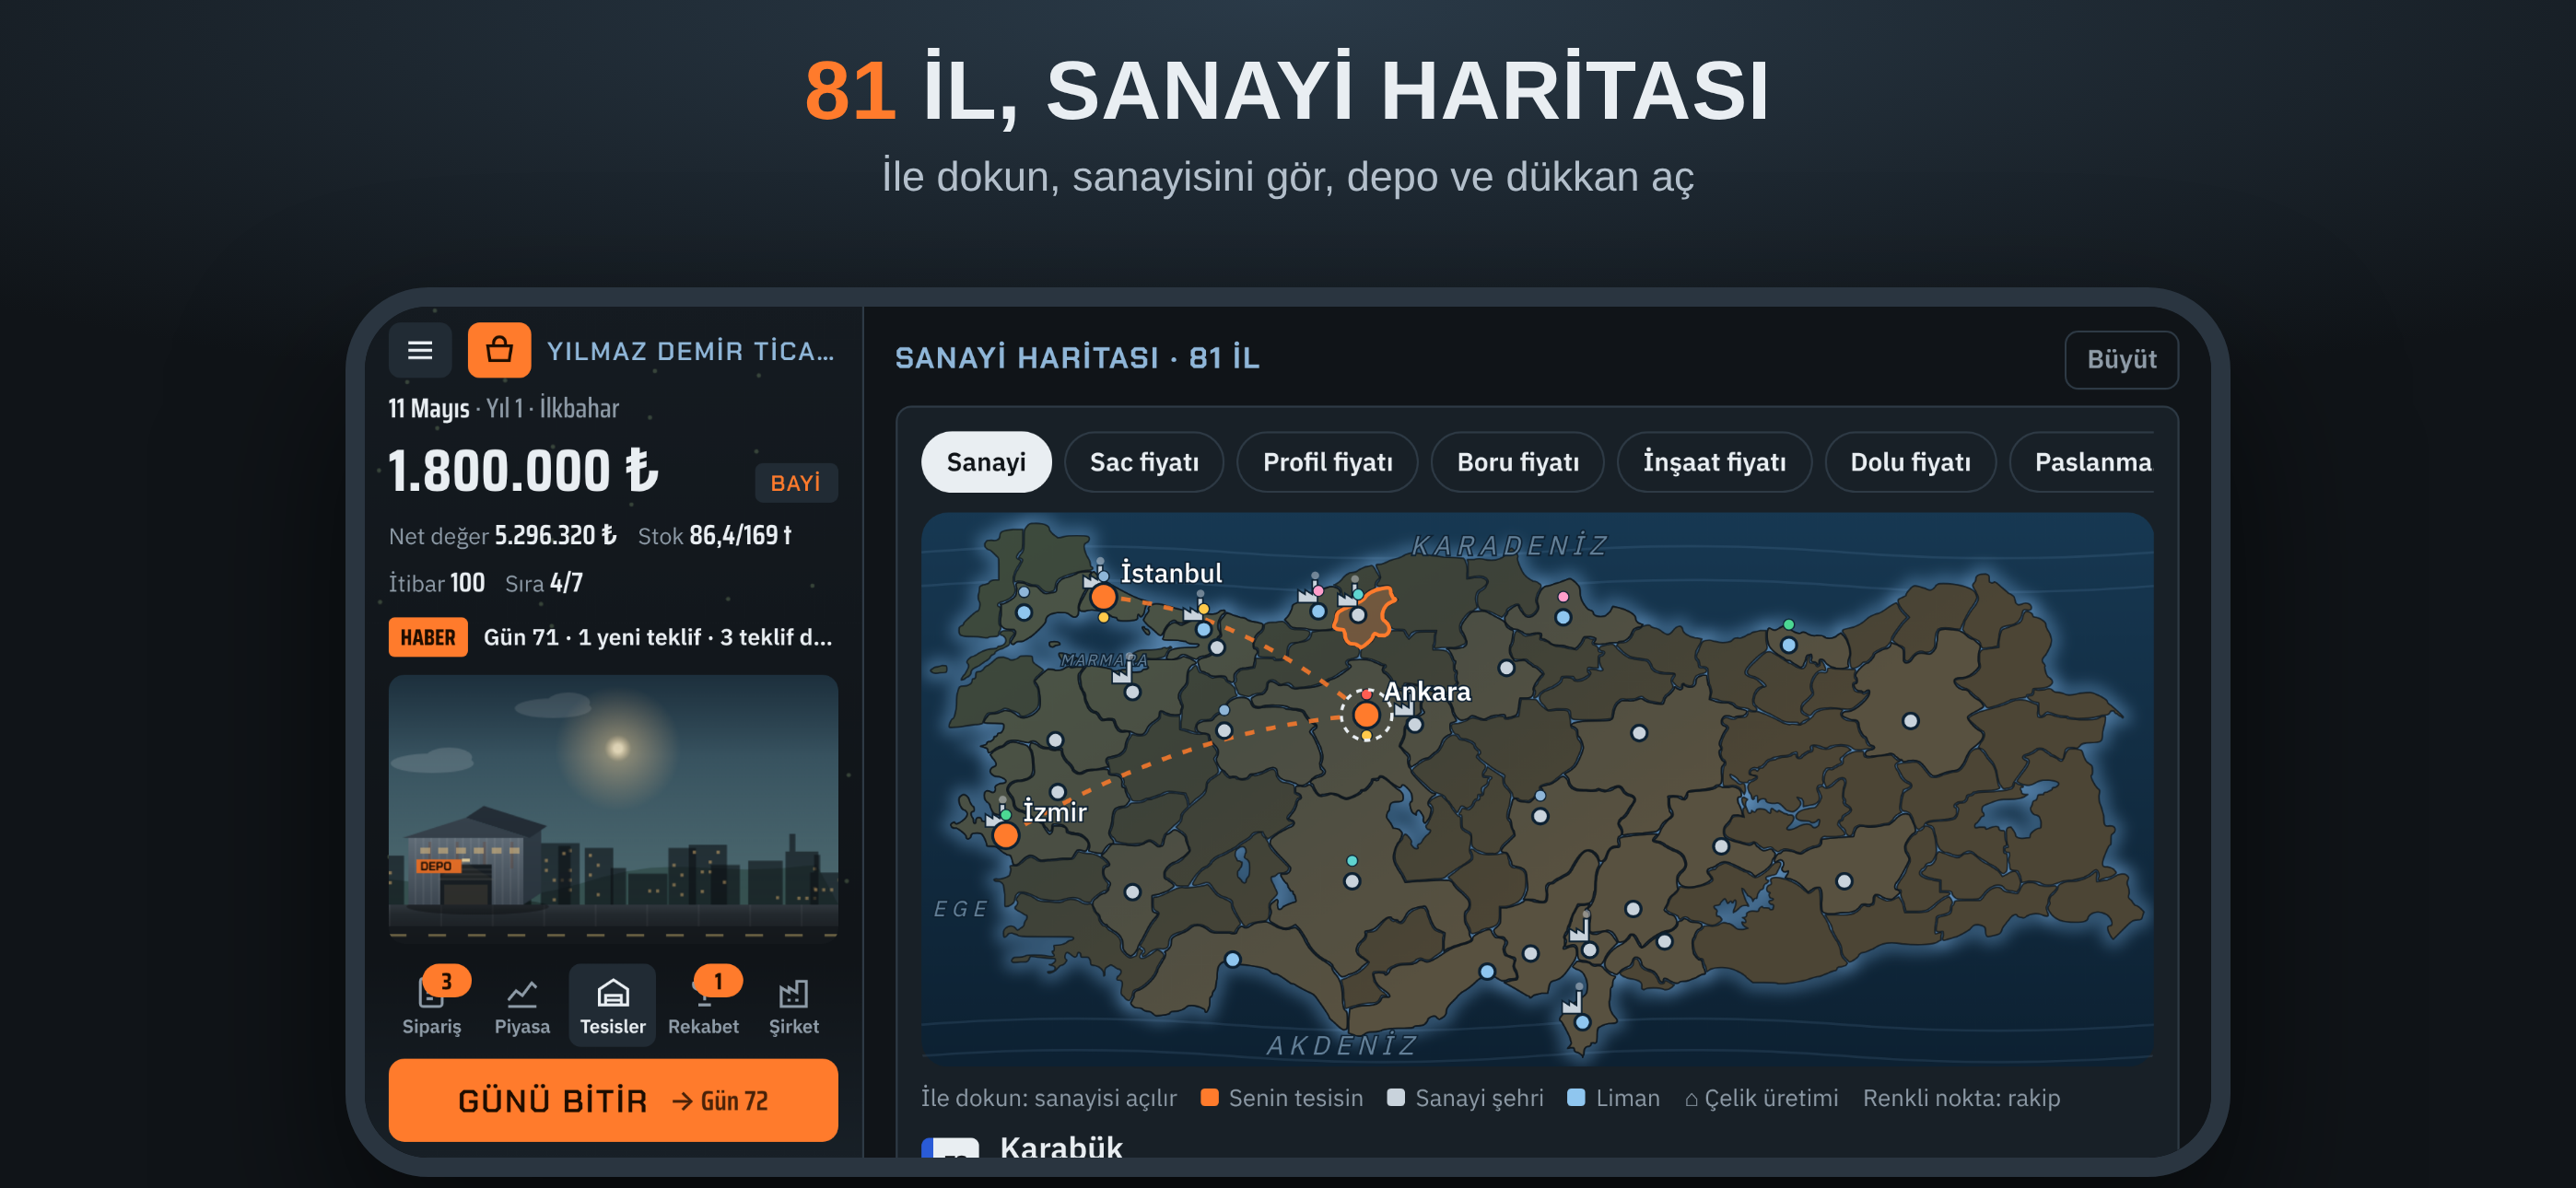 81 İL, SANAYİ HARİTASI
İle dokun, sanayisini gör, depo ve dükkan aç
YILMAZ DEMİR TİCA...
11 Mayıs · Yıl 1 · İlkbahar
1.800.000 ₺
BAYİ
Net değer 5.296.320 ₺ Stok 86,4/169 t
İtibar 100 Sıra 4/7
HABER Gün 71 · 1 yeni teklif · 3 teklif d...
DEPO
3 1
Sipariş Piyasa Tesisler Rekabet Şirket
GÜNÜ BİTİR → Gün 72
SANAYİ HARİTASI · 81 İL
Büyüt
Sanayi Sac fiyatı Profil fiyatı Boru fiyatı İnşaat fiyatı Dolu fiyatı Paslanma
KARADENİZ
İstanbul
MARMARA
Ankara
İzmir
EGE
AKDENİZ
İle dokun: sanayisi açılır Senin tesisin Sanayi şehri Liman ⌂ Çelik üretimi Renkli nokta: rakip
Karabük